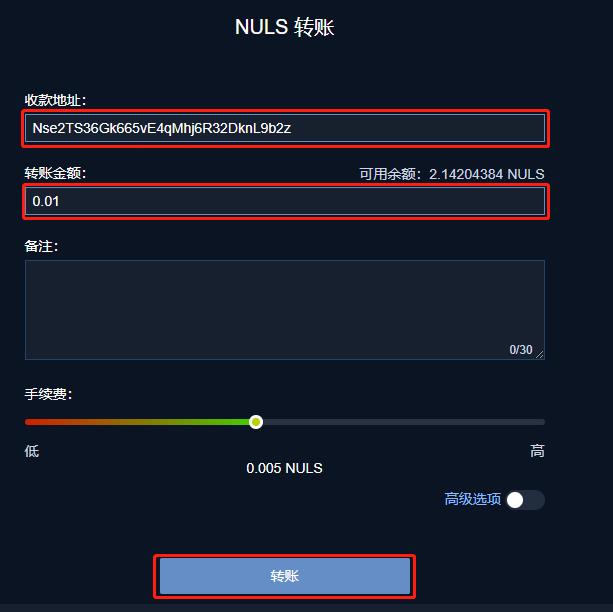 NULS 转账
收款地址：
Nse2TS36Gk665vE4qMhj6R32DknL9b2z
转账金额：
可用余额：2.14204384 NULS
0.01
备注：
0/30
手续费：
低
高
0.005 NULS
高级选项
转账